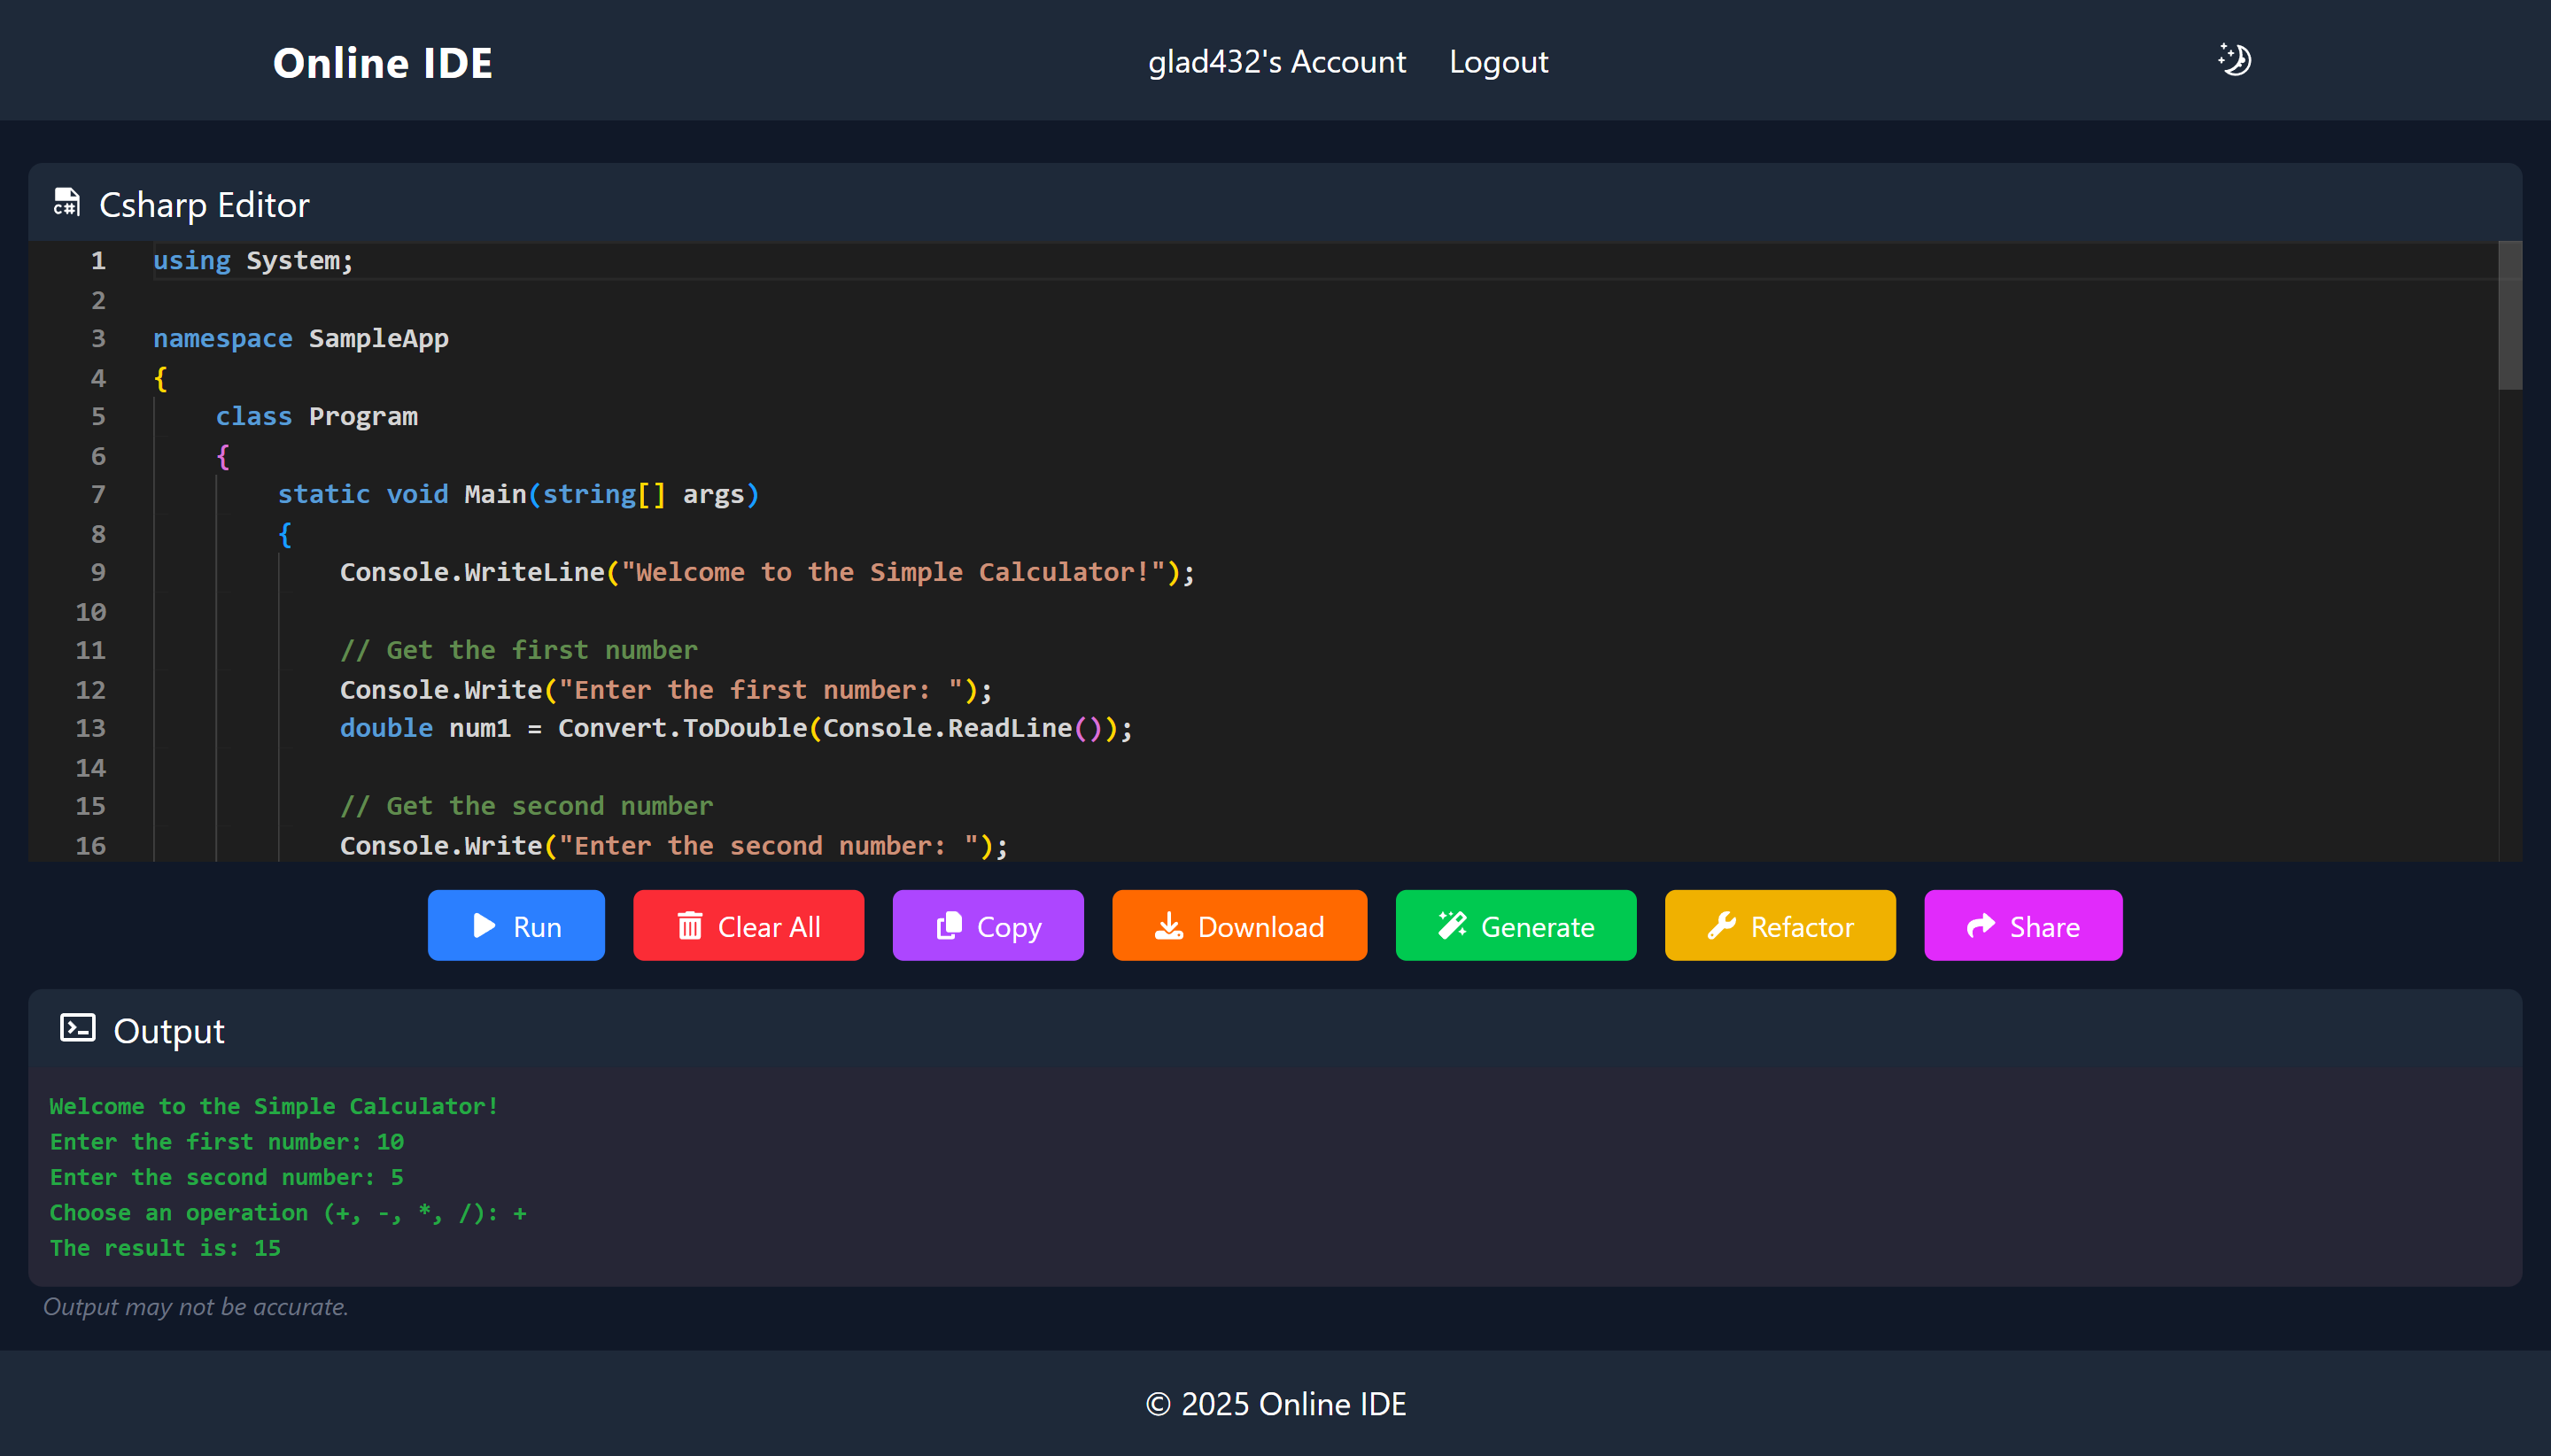 Online IDE
glad432's Account
Logout
C#
Csharp Editor
1 using System;
2
3 namespace SampleApp
4 {
5     class Program
6     {
7         static void Main(string[] args)
8         {
9             Console.WriteLine("Welcome to the Simple Calculator!");
10
11             // Get the first number
12             Console.Write("Enter the first number: ");
13             double num1 = Convert.ToDouble(Console.ReadLine());
14
15             // Get the second number
16             Console.Write("Enter the second number: ");
Run
Clear All
Copy
Download
Generate
Refactor
Share
Output
Welcome to the Simple Calculator!
Enter the first number: 10
Enter the second number: 5
Choose an operation (+, -, *, /): +
The result is: 15
Output may not be accurate.
© 2025 Online IDE